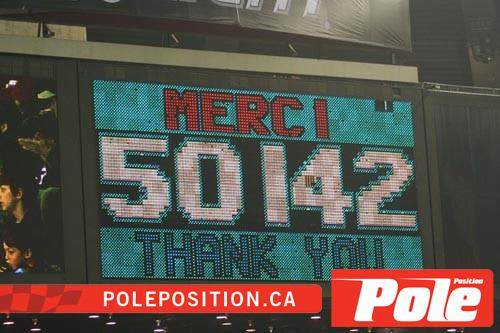 MERCI
50142
THANK YOU
POLEPOSITION.CA
Position
Pole